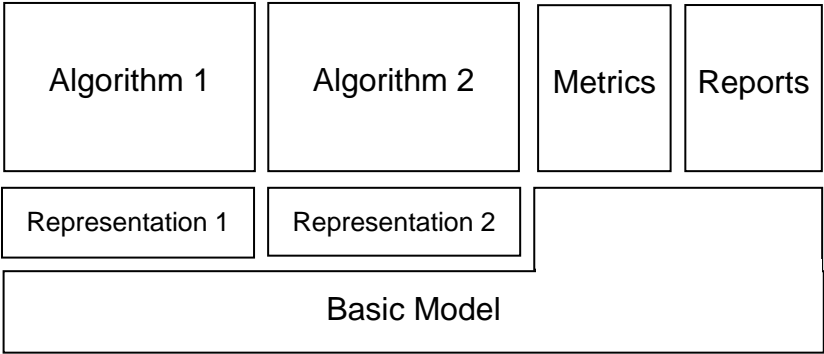 Algorithm 1
Algorithm 2
Metrics
Reports
Representation 1
Representation 2
Basic Model